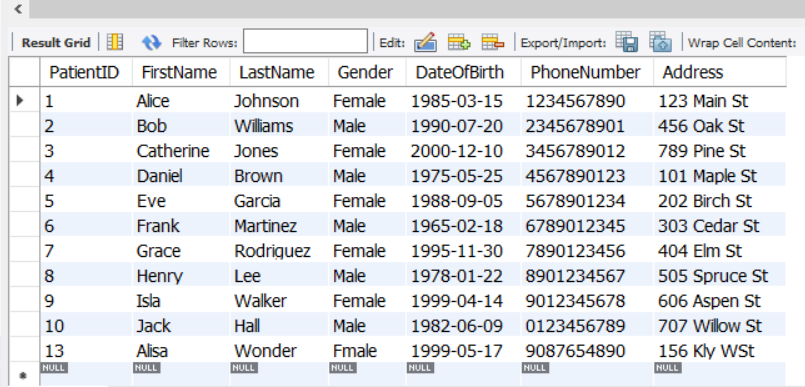 Result Grid Filter Rows: Edit: Export/Import: Wrap Cell Content:
PatientID FirstName LastName Gender DateOfBirth PhoneNumber Address
1 Alice Johnson Female 1985-03-15 1234567890 123 Main St
2 Bob Williams Male 1990-07-20 2345678901 456 Oak St
3 Catherine Jones Female 2000-12-10 3456789012 789 Pine St
4 Daniel Brown Male 1975-05-25 4567890123 101 Maple St
5 Eve Garcia Female 1988-09-05 5678901234 202 Birch St
6 Frank Martinez Male 1965-02-18 6789012345 303 Cedar St
7 Grace Rodriguez Female 1995-11-30 7890123456 404 Elm St
8 Henry Lee Male 1978-01-22 8901234567 505 Spruce St
9 Isla Walker Female 1999-04-14 9012345678 606 Aspen St
10 Jack Hall Male 1982-06-09 0123456789 707 Willow St
13 Alisa Wonder Fmale 1999-05-17 9087654890 156 Kly WSt
NULL NULL NULL NULL NULL NULL NULL